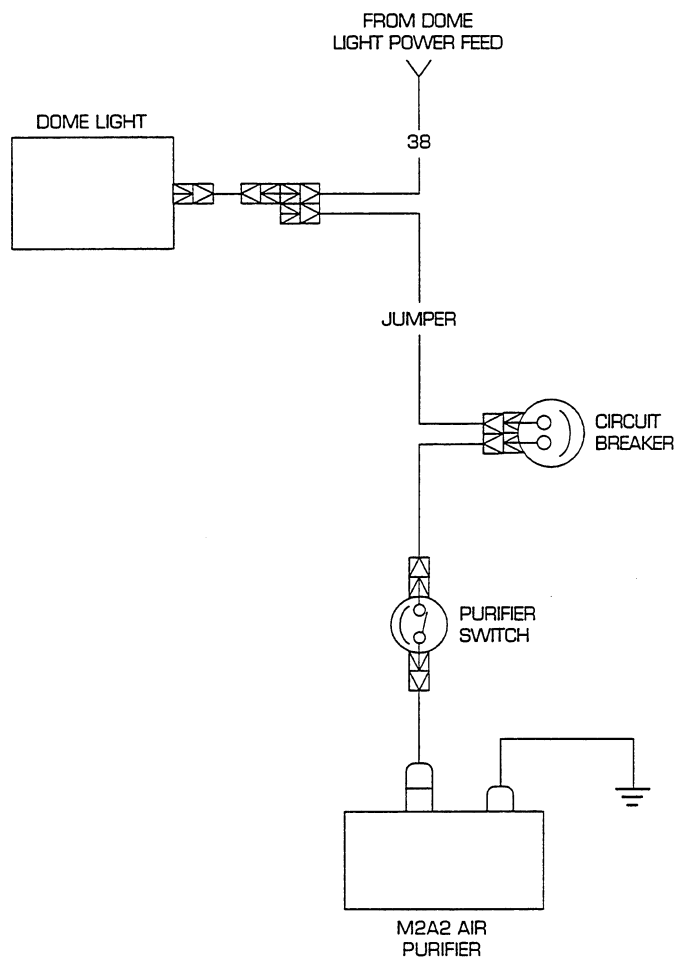 FROM DOME
LIGHT POWER FEED
38
DOME LIGHT
JUMPER
CIRCUIT
BREAKER
PURIFIER
SWITCH
M2A2 AIR
PURIFIER